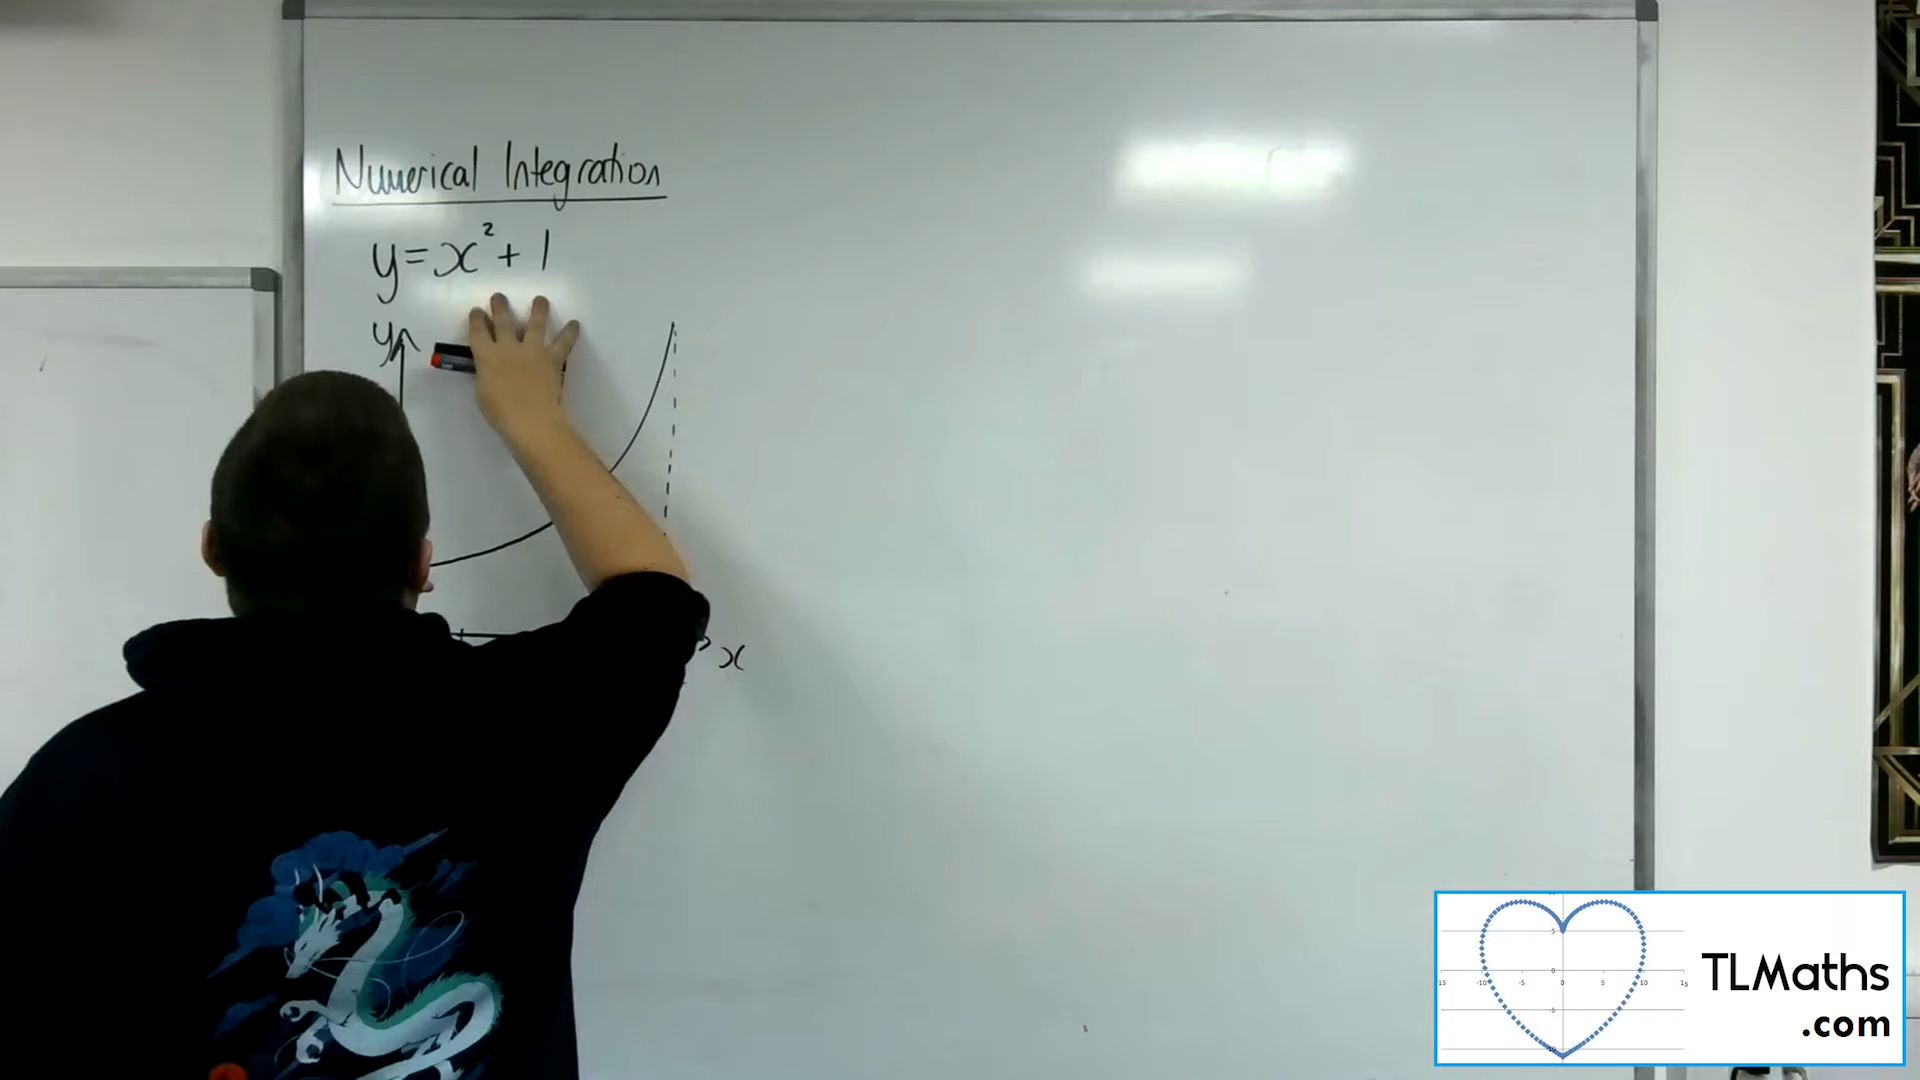 Numerical Integration
y = x² + 1
y
x
TLMaths
.com